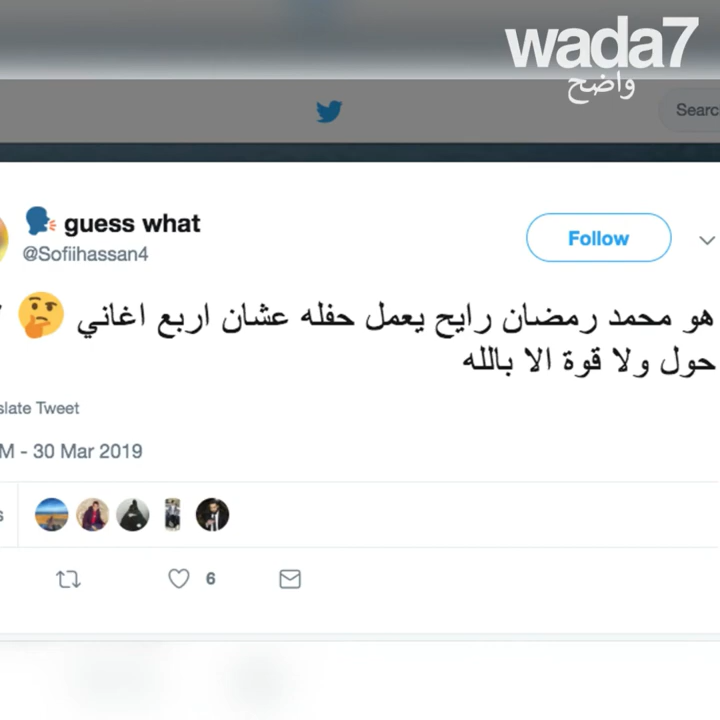 wada7
واضح
Searc
guess what
@Sofiihassan4
Follow
هو محمد رمضان رايح يعمل حفله عشان اربع اغاني
حول ولا قوة الا بالله
slate Tweet
M - 30 Mar 2019
6